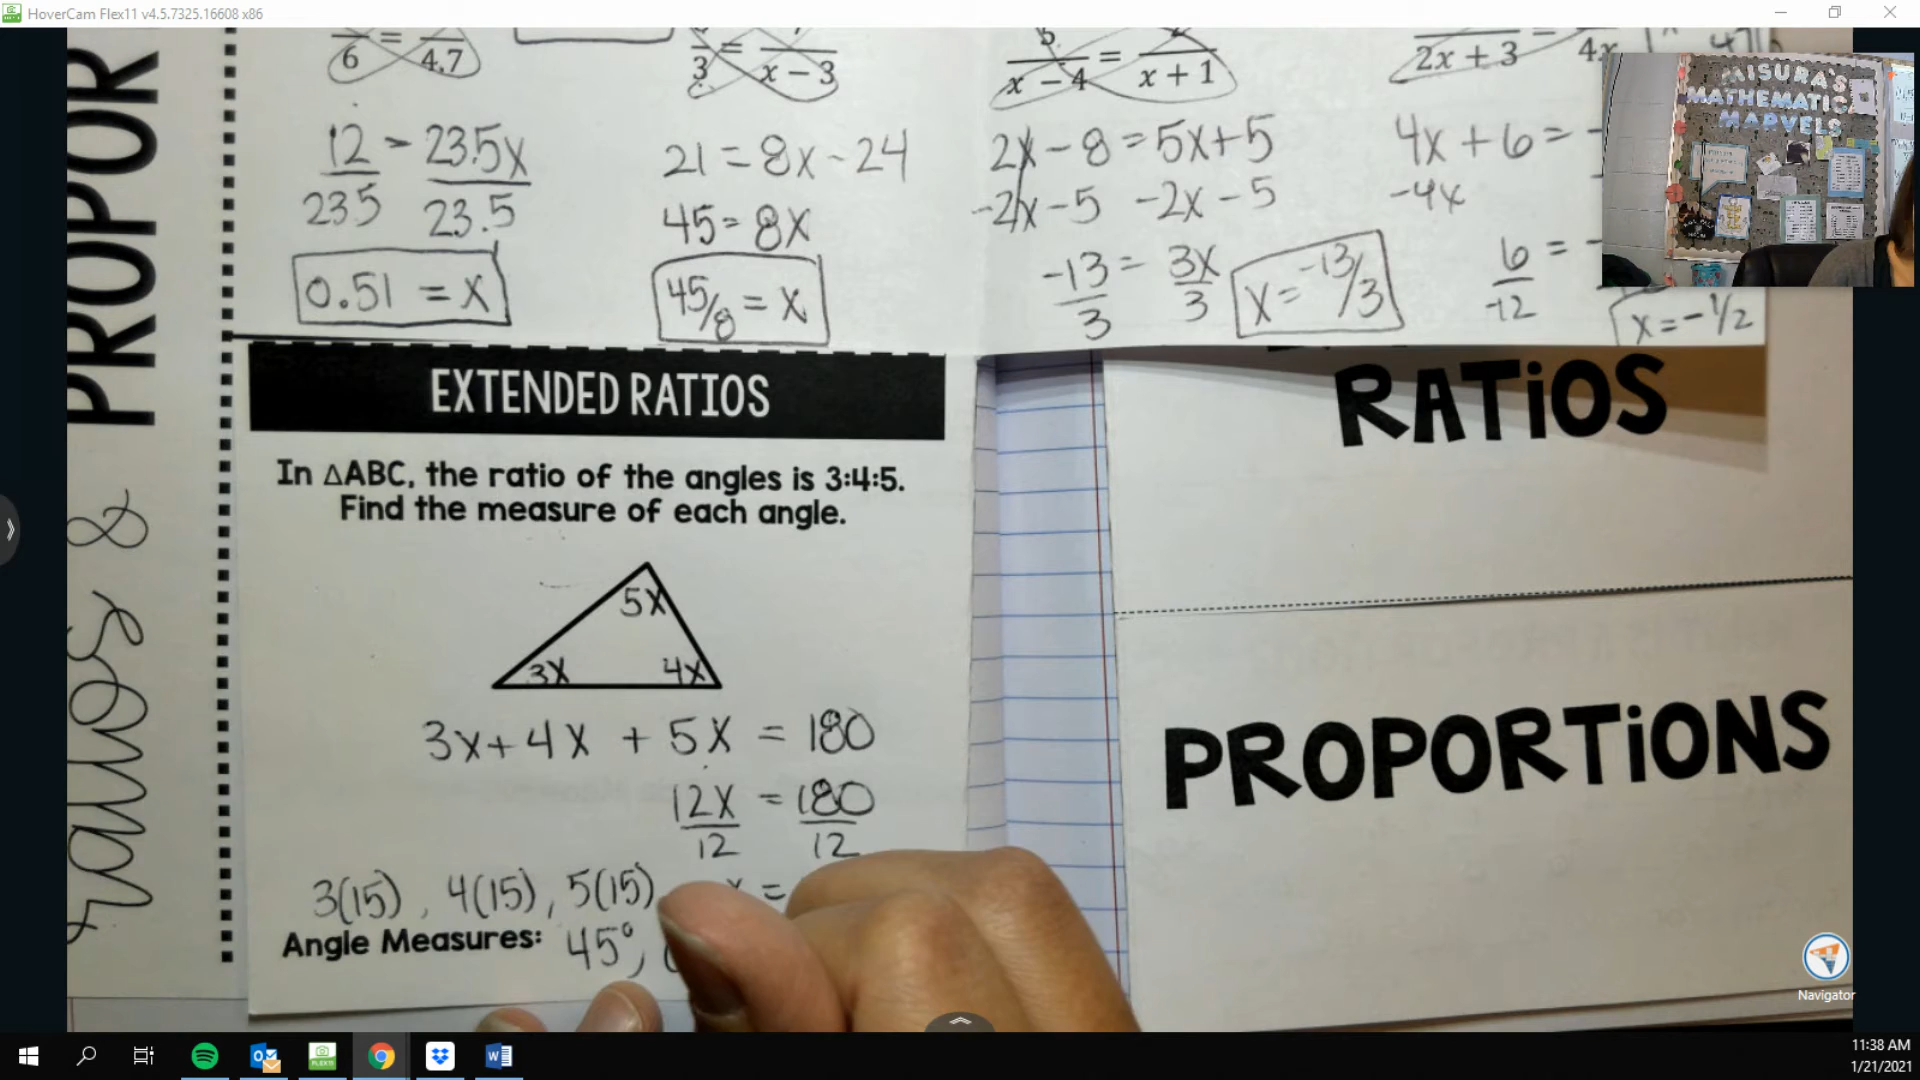 HoverCam Flex11 v4.5.7325.16608 x86
PROPOR
ratios &
6 = 4.7
12 = 23.5x
235 23.5
0.51 = x
3 = x - 3
21 = 8x - 24
45 = 8x
45/8 = x
5 = 2
x - 4 x + 1
2x - 8 = 5x + 5
-2x - 5 -2x - 5
-13 = 3x
3 3
x = -13/3
2x + 3 = 4x
4x + 6 = -
-4x
6 = -
-12
x = -1/2
MISURA'S
MATHEMATIC
MARVELS
EXTENDED RATIOS
In △ABC, the ratio of the angles is 3:4:5.
Find the measure of each angle.
5x
3x 4x
3x + 4x + 5x = 180
12x = 180
12 12
3(15), 4(15), 5(15) x =
Angle Measures: 45°,
RATIOS
PROPORTIONS
Navigator
11:38 AM
1/21/2021